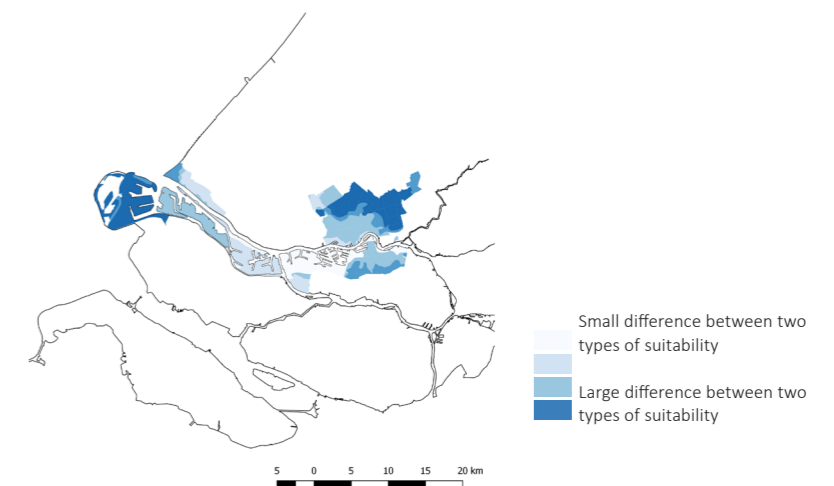 Small difference between two
types of suitability
Large difference between two
types of suitability
5 0 5 10 15 20 km